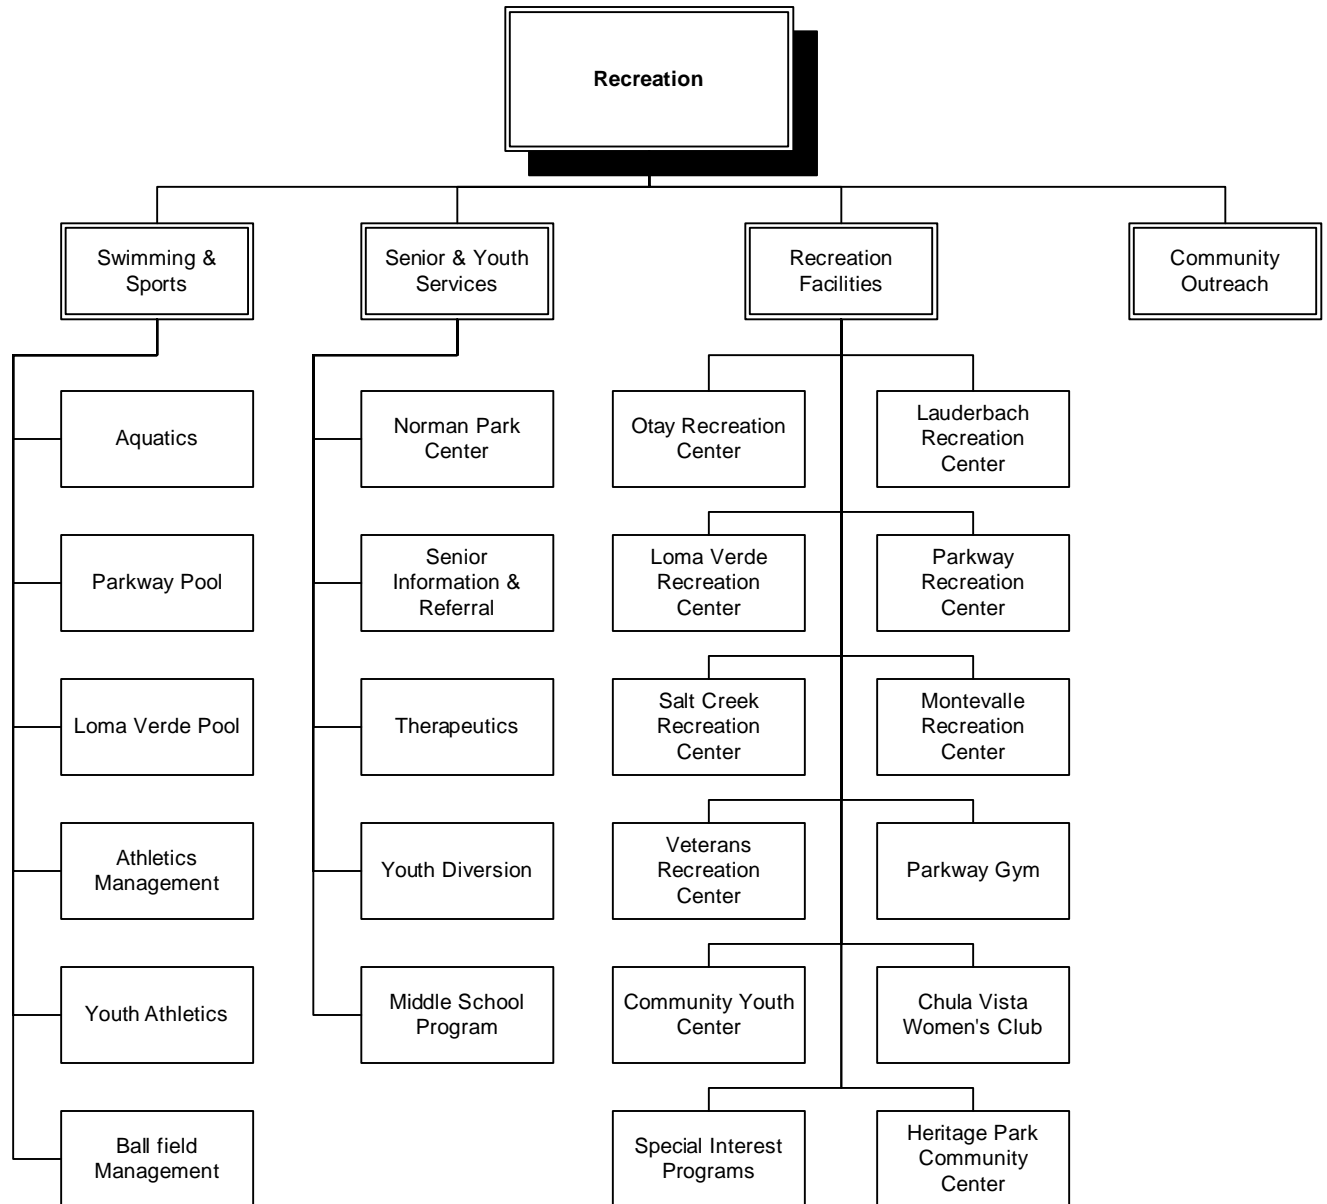 Recreation
Swimming &
Sports
Senior & Youth
Services
Recreation
Facilities
Community
Outreach
Aquatics
Parkway Pool
Loma Verde Pool
Athletics
Management
Youth Athletics
Ball field
Management
Norman Park
Center
Senior
Information &
Referral
Therapeutics
Youth Diversion
Middle School
Program
Otay Recreation
Center
Lauderbach
Recreation
Center
Loma Verde
Recreation
Center
Parkway
Recreation
Center
Salt Creek
Recreation
Center
Montevalle
Recreation
Center
Veterans
Recreation
Center
Parkway Gym
Community Youth
Center
Chula Vista
Women's Club
Special Interest
Programs
Heritage Park
Community
Center